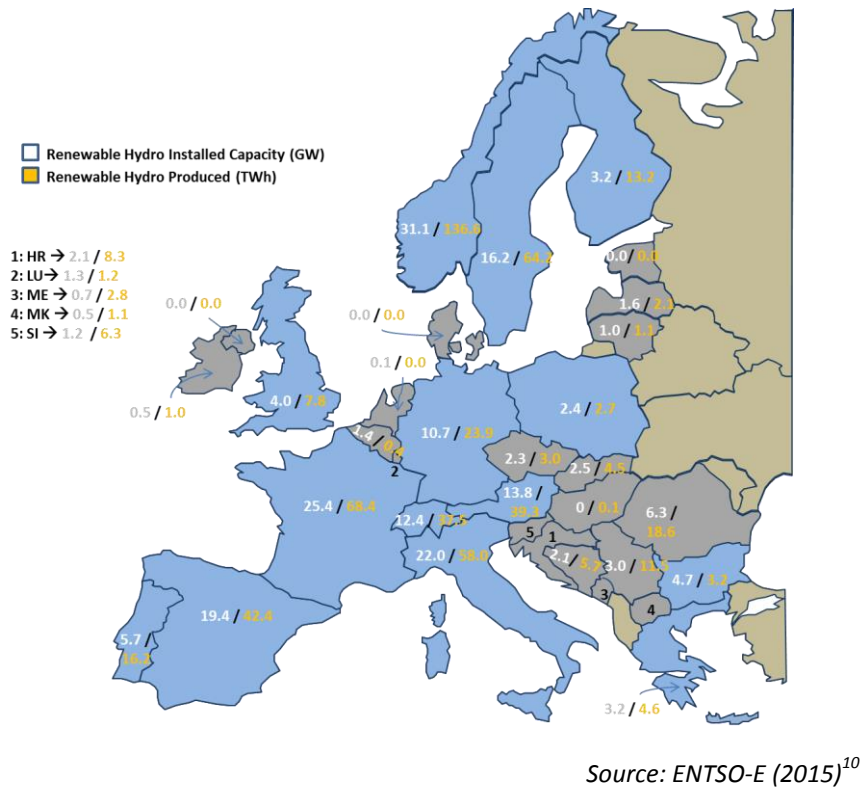 Renewable Hydro Installed Capacity (GW)
Renewable Hydro Produced (TWh)
1: HR → 2.1 / 8.3
2: LU→ 1.3 / 1.2
3: ME → 0.7 / 2.8
4: MK → 0.5 / 1.1
5: SI → 1.2 / 6.3
3.2 / 13.2
31.1 / 136.6
16.2 / 64.2
0.0 / 0.0
0.0 / 0.0
0.0 / 0.0
1.6 / 2.1
1.0 / 1.1
0.1 / 0.0
0.5 / 1.0
4.0 / 7.8
2.4 / 2.7
10.7 / 23.9
1.4 / 0.4
2
2.3 / 3.0
2.5 / 4.5
13.8 /
39.3
25.4 / 68.4
0 / 0.1
6.3 /
18.6
12.4 /
5
1
22.0 / 58.0
2.1 / 5.7
3.0 / 11.5
4.7 / 3.2
3
4
19.4 / 42.4
5.7 /
16.2
3.2 / 4.6
Source: ENTSO-E (2015)10